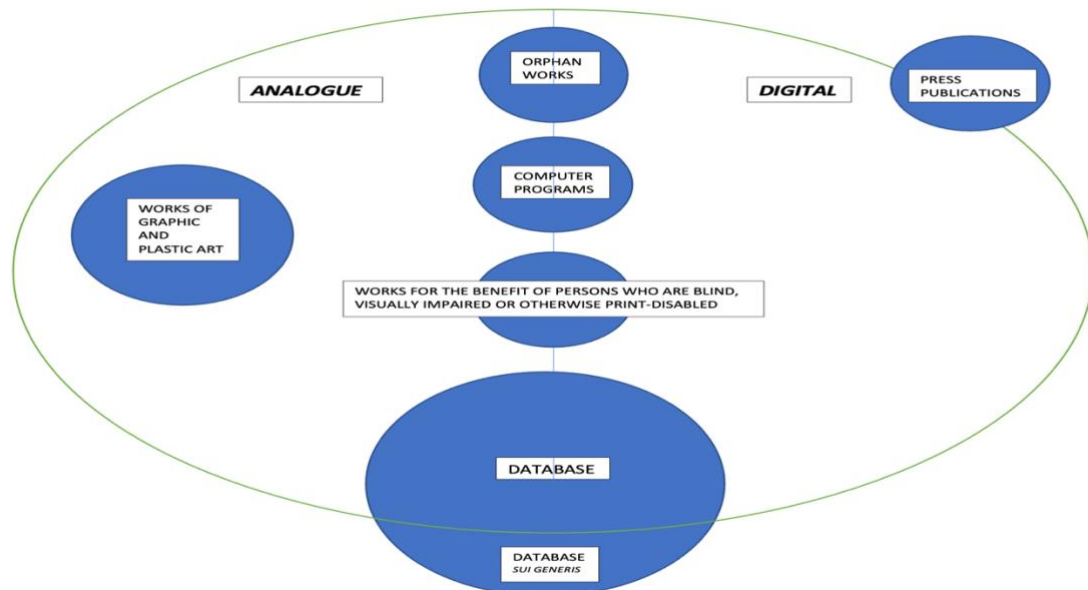 ORPHAN
WORKS
ANALOGUE
DIGITAL
PRESS
PUBLICATIONS
COMPUTER
PROGRAMS
WORKS OF
GRAPHIC
AND
PLASTIC ART
WORKS FOR THE BENEFIT OF PERSONS WHO ARE BLIND,
VISUALLY IMPAIRED OR OTHERWISE PRINT-DISABLED
DATABASE
DATABASE
SUI GENERIS